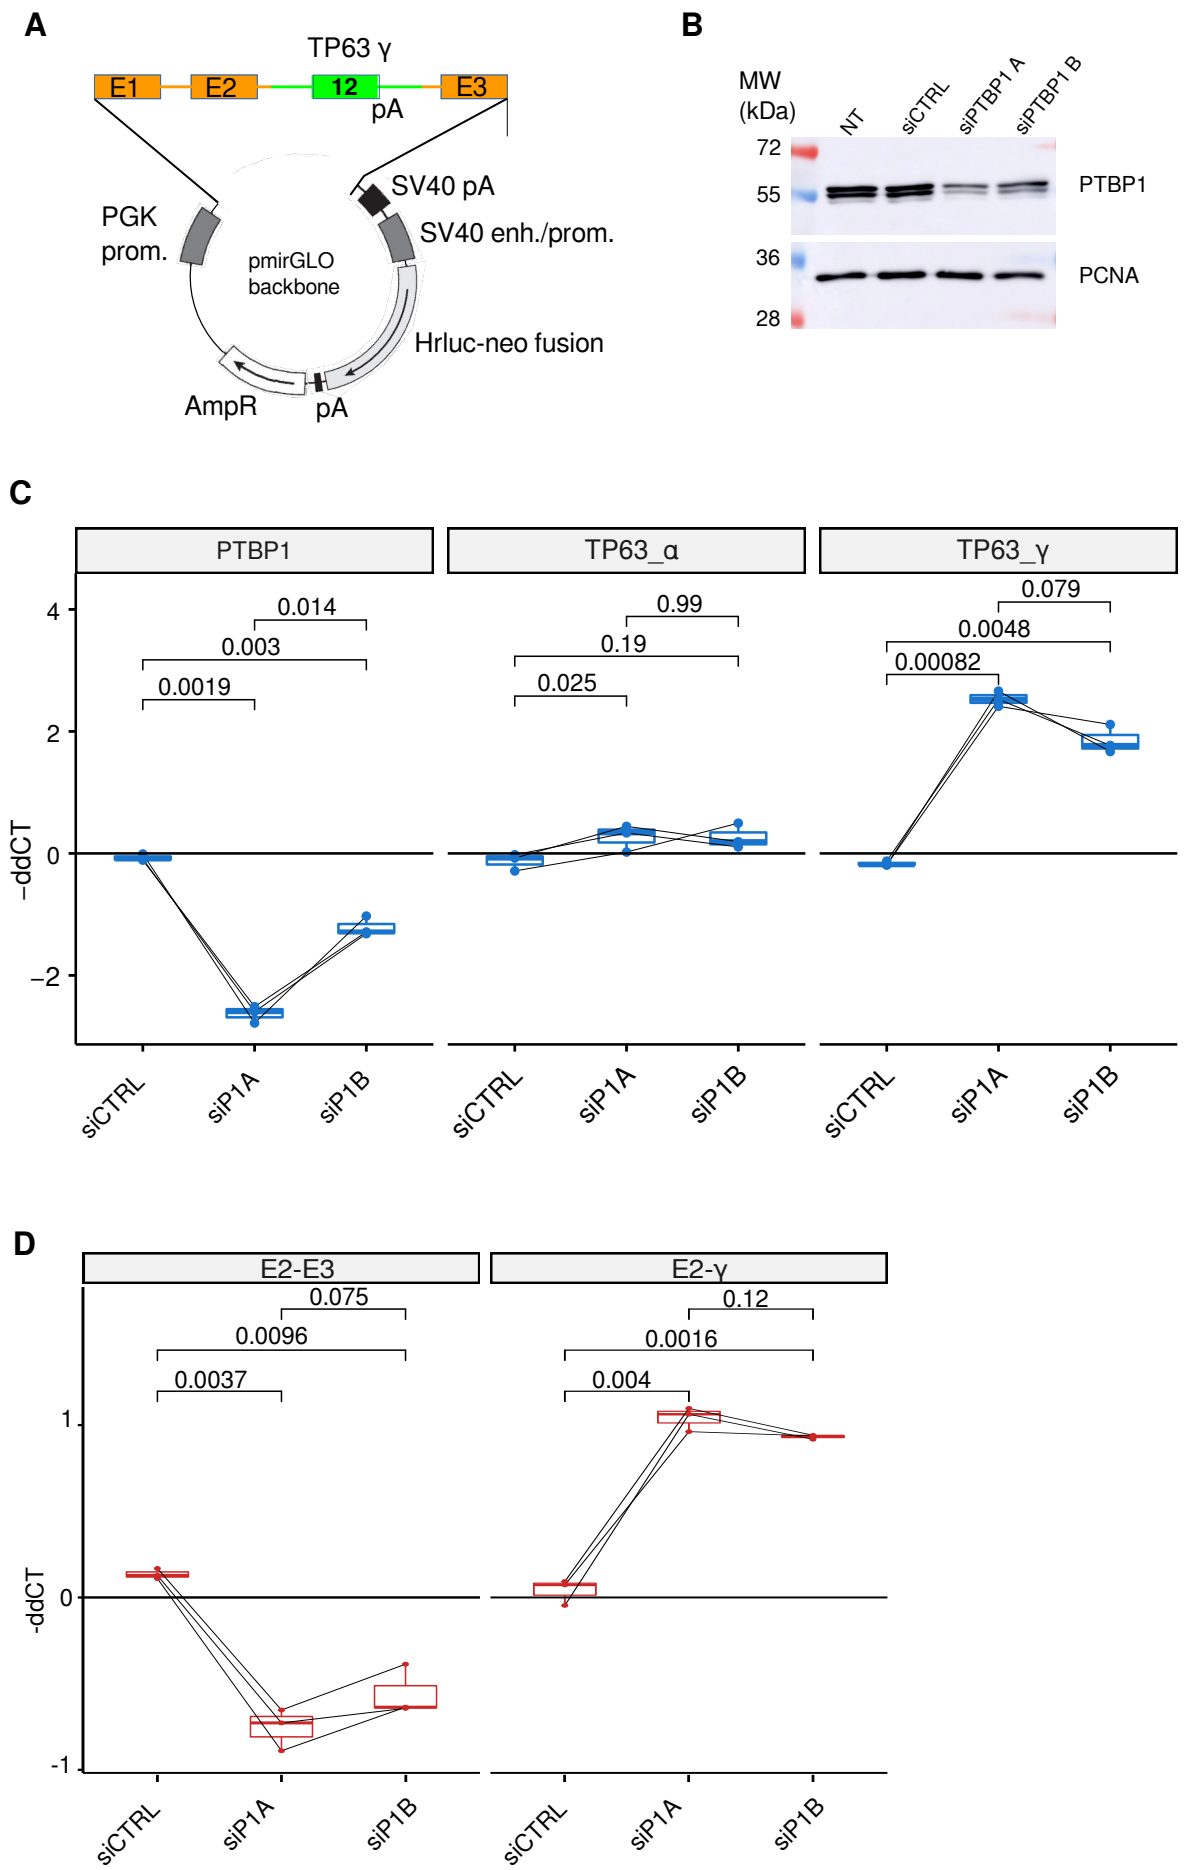 A
TP63 γ
E1 E2 12 E3
pA
SV40 pA
PGK
prom.
SV40 enh./prom.
pmirGLO
backbone
Hrluc-neo fusion
AmpR
pA
B
MW
(kDa)
NT siCTRL siPTBP1 A siPTBP1 B
72
55
PTBP1
36
PCNA
28
C
PTBP1 TP63_α TP63_γ
0.014
0.003
0.0019
0.99
0.19
0.025
0.079
0.0048
0.00082
4
2
0
−2
−ddCT
siCTRL siP1A siP1B siCTRL siP1A siP1B siCTRL siP1A siP1B
D
E2-E3 E2-γ
0.075
0.0096
0.0037
0.12
0.0016
0.004
1
0
-1
-ddCT
siCTRL siP1A siP1B siCTRL siP1A siP1B